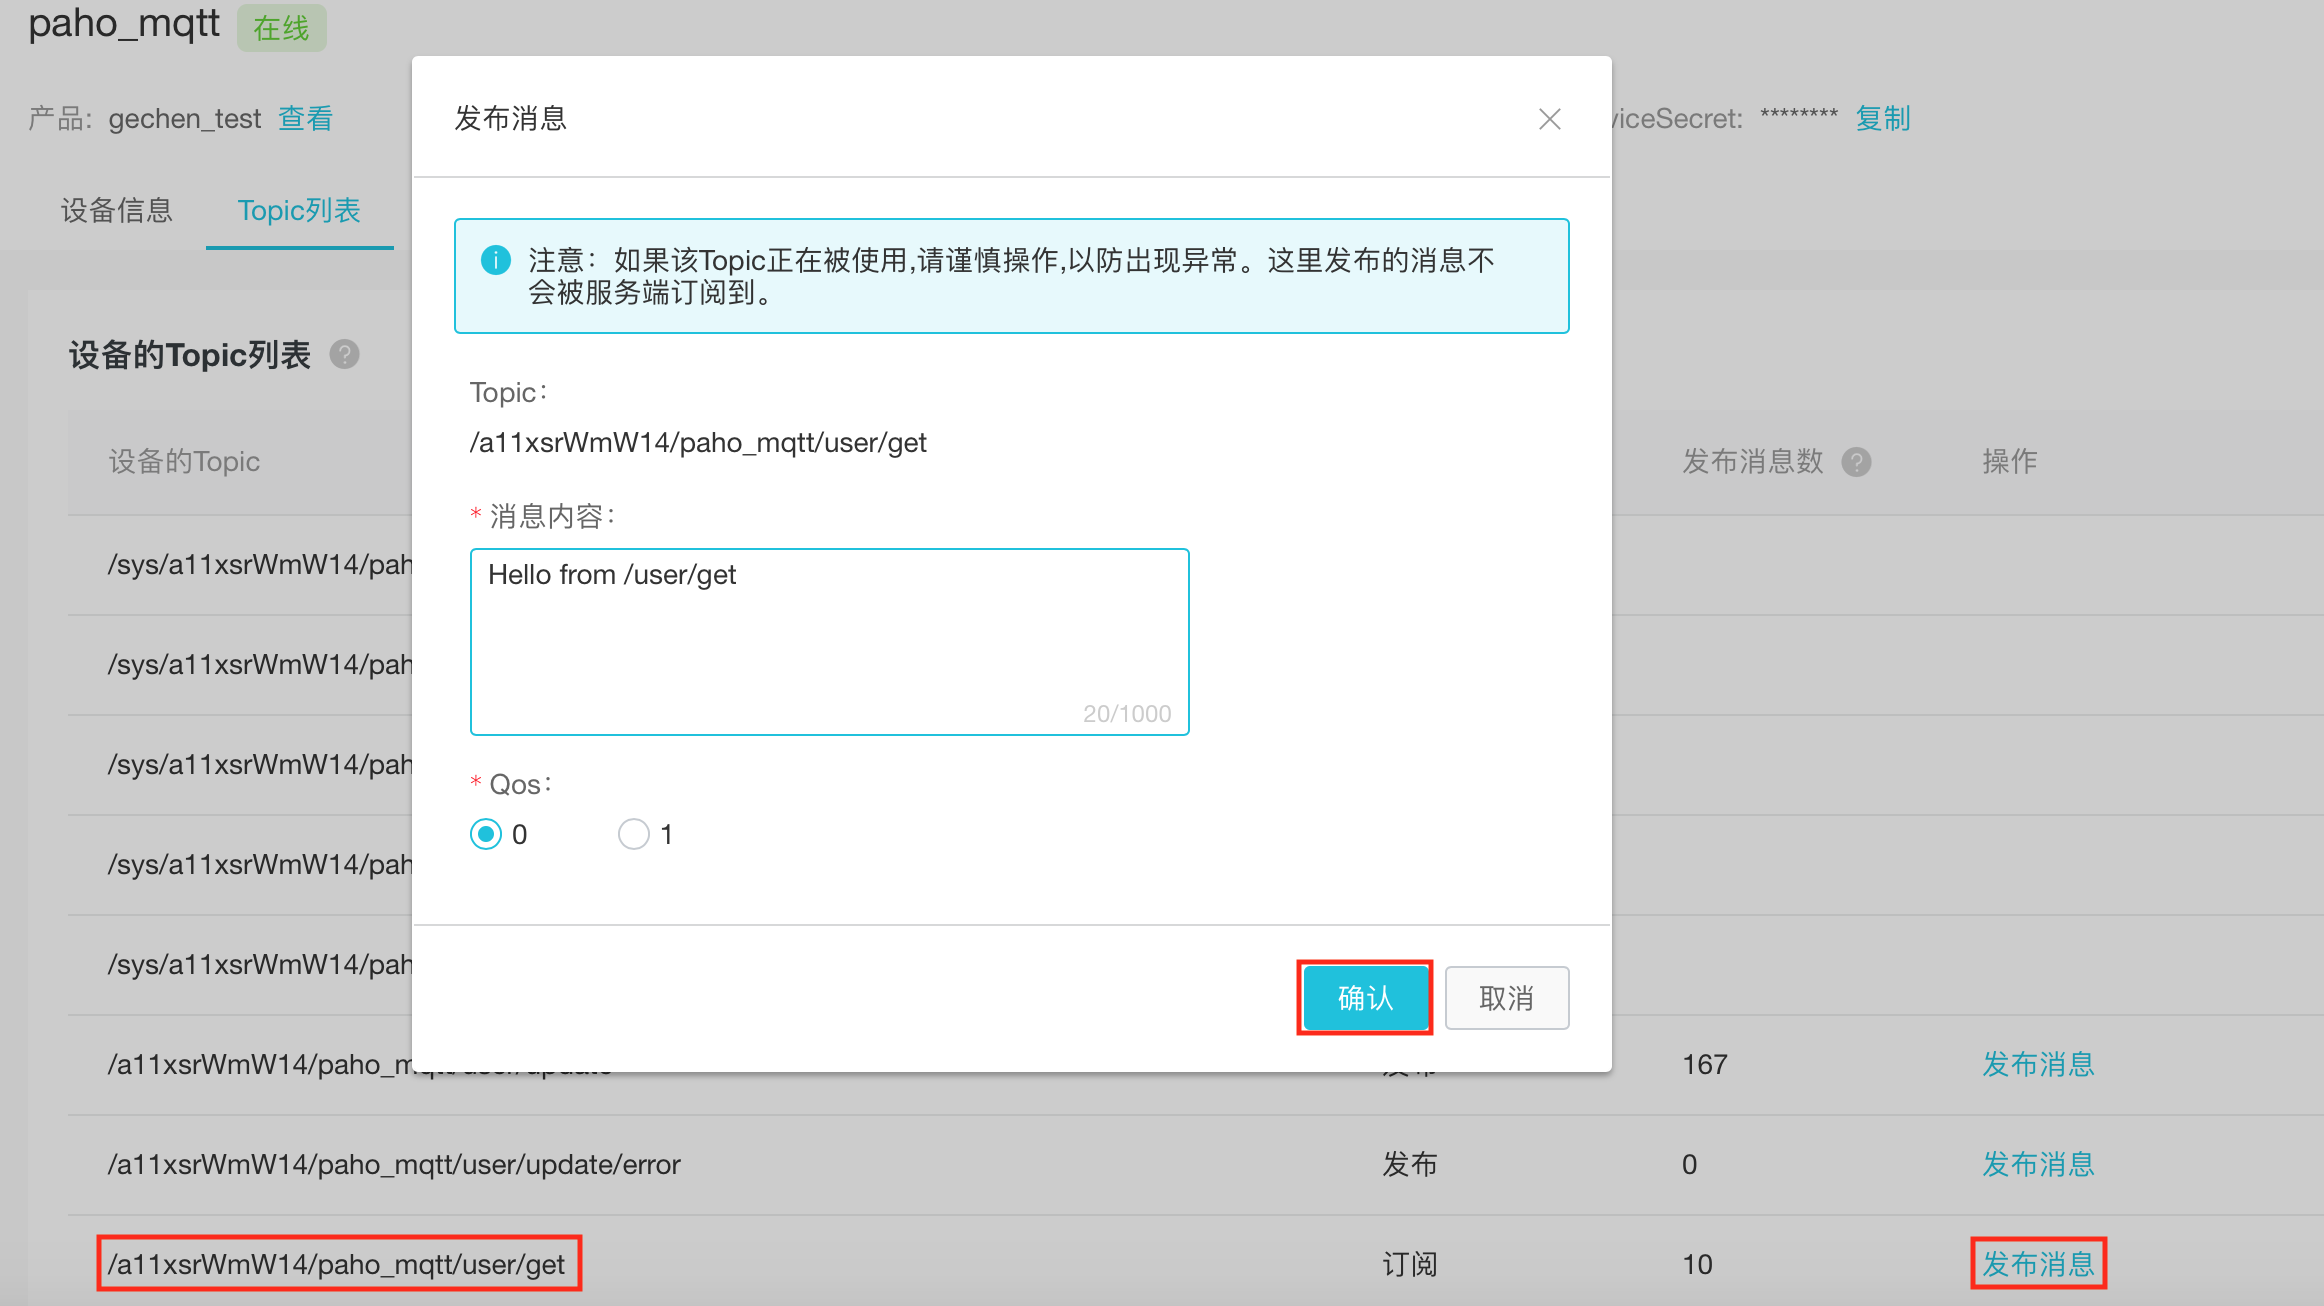 paho_mqtt 在线
产品: gechen_test 查看
viceSecret: ******** 复制
设备信息 Topic列表
设备的Topic列表 ?
设备的Topic 发布消息数 ? 操作
发布消息
注意：如果该Topic正在被使用,请谨慎操作,以防出现异常。这里发布的消息不
会被服务端订阅到。
Topic：
/a11xsrWmW14/paho_mqtt/user/get
* 消息内容：
Hello from /user/get
20/1000
* Qos：
0 1
确认 取消
/sys/a11xsrWmW14/pah
/sys/a11xsrWmW14/pah
/sys/a11xsrWmW14/pah
/sys/a11xsrWmW14/pah
/sys/a11xsrWmW14/pah
/a11xsrWmW14/paho_mqtt/user/update 发布 167 发布消息
/a11xsrWmW14/paho_mqtt/user/update/error 发布 0 发布消息
/a11xsrWmW14/paho_mqtt/user/get 订阅 10 发布消息